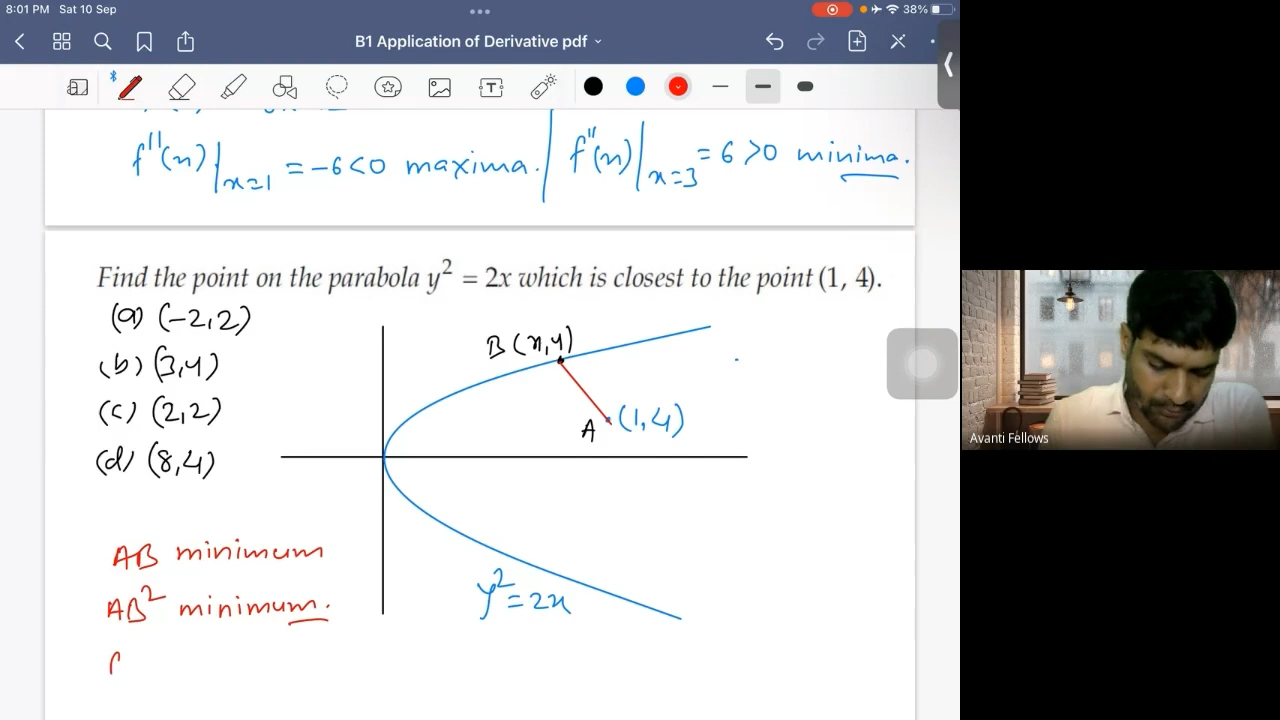 8:01 PM Sat 10 Sep
38%
B1 Application of Derivative pdf
f''(x)|x=1 = -6<0 maxima. | f''(x)|x=3 = 6>0 minima.
Find the point on the parabola y² = 2x which is closest to the point (1, 4).
(a) (-2,2)
(b) (3,4)
(c) (2,2)
(d) (8,4)
B (x,y)
A (1,4)
y² = 2x
AB minimum
AB² minimum.
Avanti Fellows